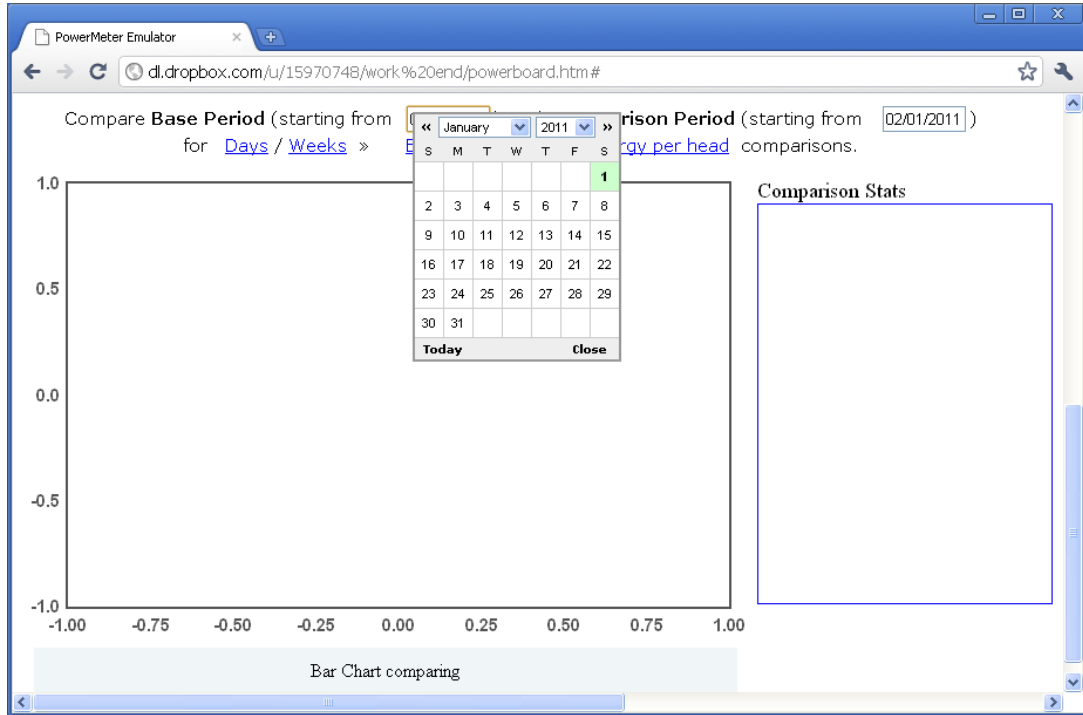 PowerMeter Emulator
dl.dropbox.com/u/15970748/work%20end/powerboard.htm#
Compare Base Period (starting from rison Period (starting from 02/01/2011 )
for Days / Weeks » rgy per head comparisons.
« January 2011 »
S M T W T F S
1
2 3 4 5 6 7 8
9 10 11 12 13 14 15
16 17 18 19 20 21 22
23 24 25 26 27 28 29
30 31
Today Close
Comparison Stats
1.0
0.5
0.0
-0.5
-1.0
-1.00 -0.75 -0.50 -0.25 0.00 0.25 0.50 0.75 1.00
Bar Chart comparing